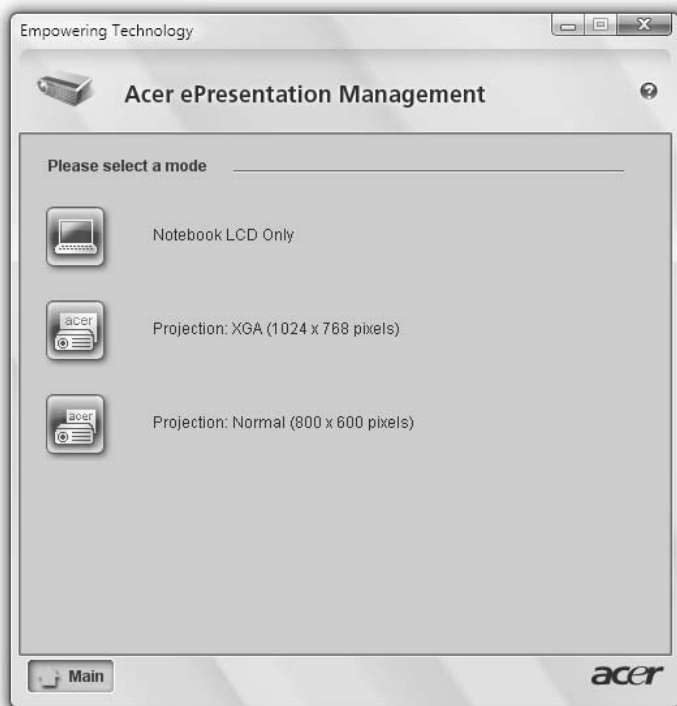 Empowering Technology
Acer ePresentation Management
?
Please select a mode
Notebook LCD Only
acer
Projection: XGA (1024 x 768 pixels)
acer
Projection: Normal (800 x 600 pixels)
Main
acer